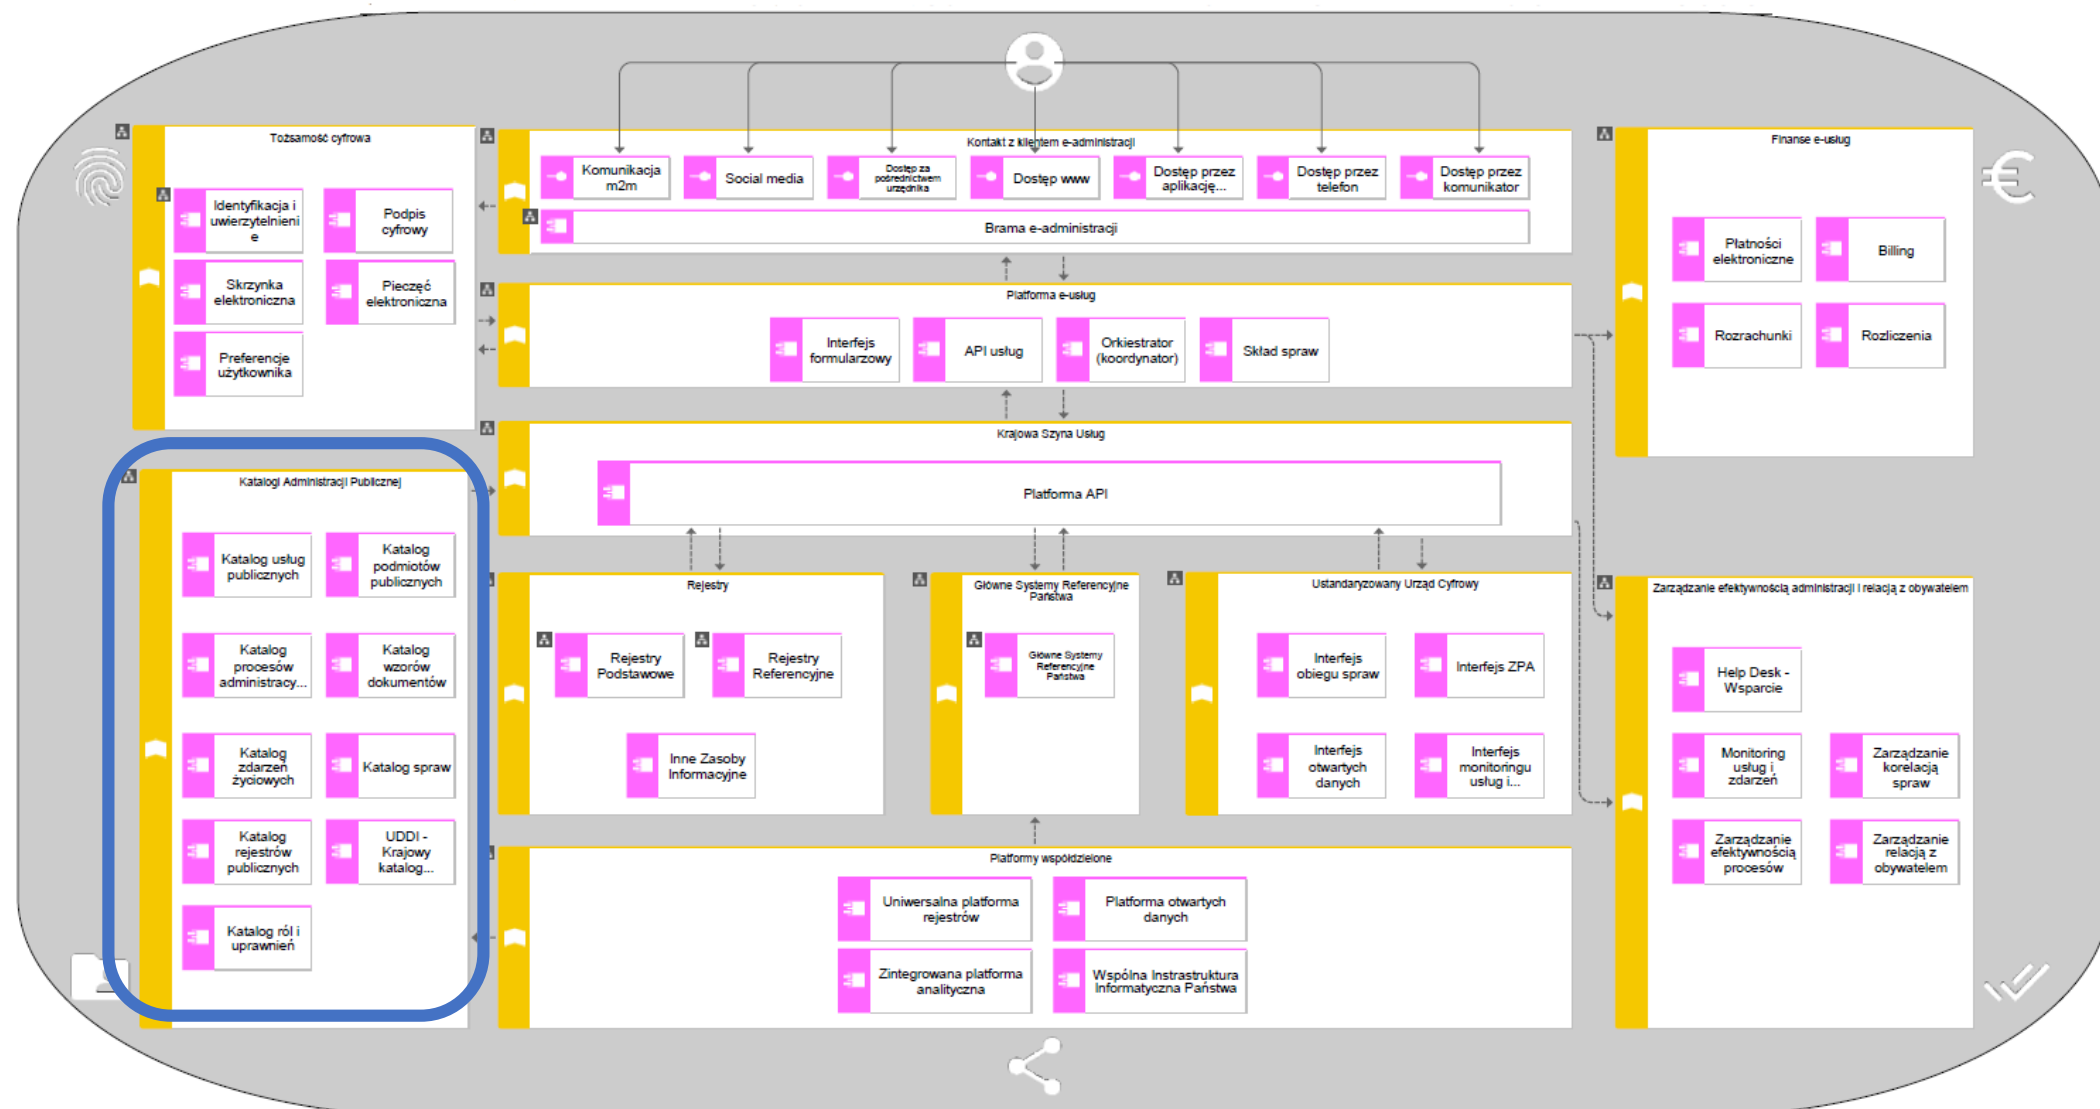 Tożsamość cyfrowa
Identyfikacja i
uwierzytelnieni
e
Podpis
cyfrowy
Skrzynka
elektroniczna
Pieczęć
elektroniczna
Preferencje
użytkownika
Kontakt z klientem e-administracji
Komunikacja
m2m
Social media
Dostęp za
pośrednictwem
urzędnika
Dostęp www
Dostęp przez
aplikację...
Dostęp przez
telefon
Dostęp przez
komunikator
Brama e-administracji
Finanse e-usług
Płatności
elektroniczne
Billing
Rozrachunki
Rozliczenia
Platforma e-usług
Interfejs
formularzowy
API usług
Orkiestrator
(koordynator)
Skład spraw
Krajowa Szyna Usług
Platforma API
Katalogi Administracji Publicznej
Katalog usług
publicznych
Katalog
podmiotów
publicznych
Katalog
procesów
administracy...
Katalog
wzorów
dokumentów
Katalog
zdarzeń
życiowych
Katalog spraw
Katalog
rejestrów
publicznych
UDDI -
Krajowy
katalog...
Katalog ról i
uprawnień
Rejestry
Rejestry
Podstawowe
Rejestry
Referencyjne
Inne Zasoby
Informacyjne
Główne Systemy Referencyjne
Państwa
Główne Systemy
Referencyjne
Państwa
Ustandaryzowany Urząd Cyfrowy
Interfejs
obiegu spraw
Interfejs ZPA
Interfejs
otwartych
danych
Interfejs
monitoringu
usług i...
Zarządzanie efektywnością administracji i relacją z obywatelem
Help Desk -
Wsparcie
Monitoring
usług i
zdarzeń
Zarządzanie
korelacją
spraw
Zarządzanie
efektywnością
procesów
Zarządzanie
relacją z
obywatelem
Platformy współdzielone
Uniwersalna platforma
rejestrów
Platforma otwartych
danych
Zintegrowana platforma
analityczna
Wspólna Instrastruktura
Informatyczna Państwa